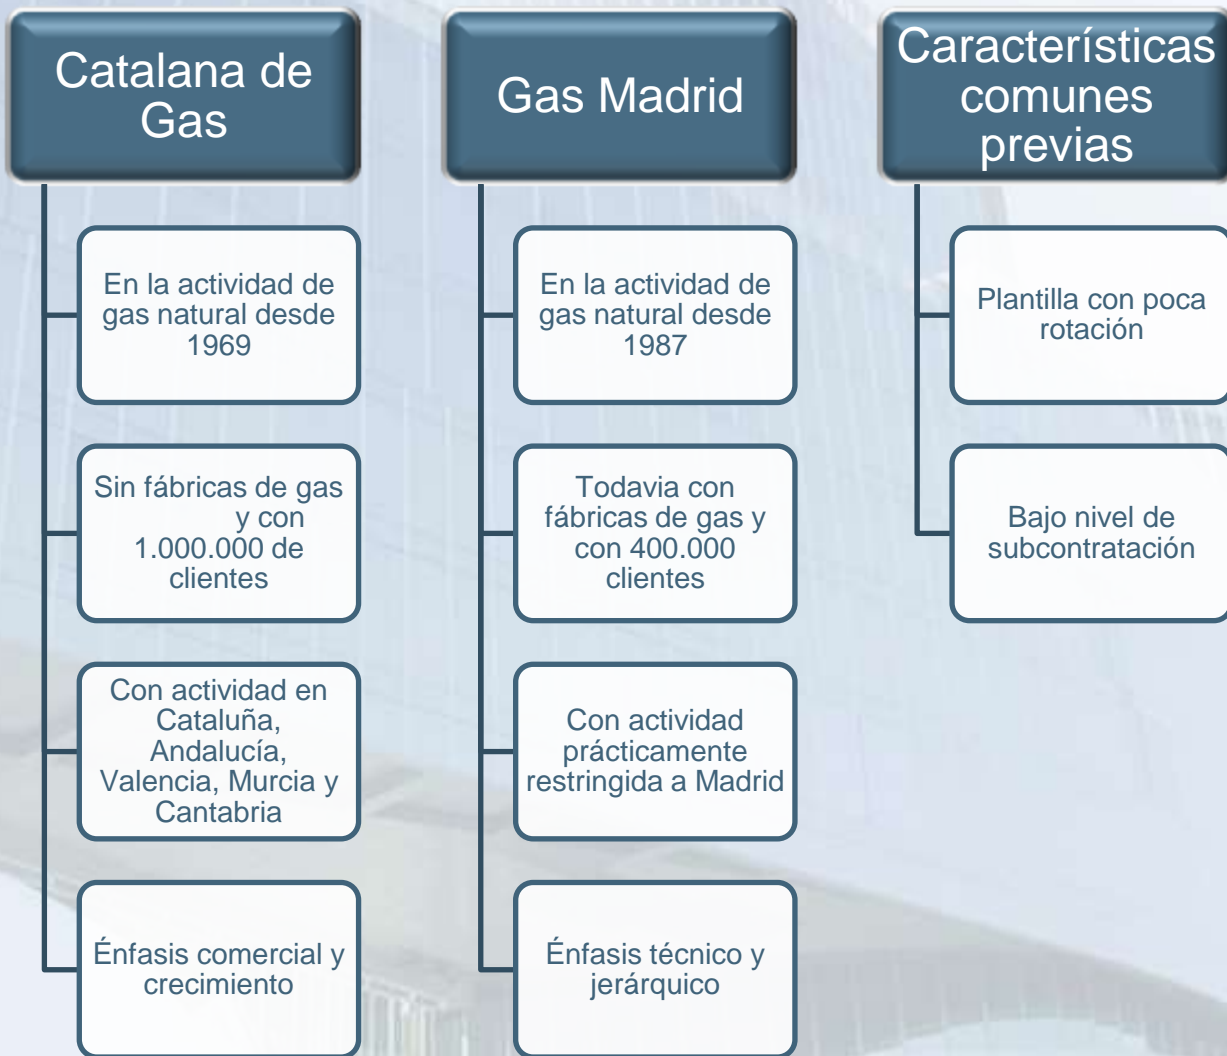 Catalana de
Gas
En la actividad de
gas natural desde
1969
Sin fábricas de gas
y con
1.000.000 de
clientes
Con actividad en
Cataluña,
Andalucía,
Valencia, Murcia y
Cantabria
Énfasis comercial y
crecimiento
Gas Madrid
En la actividad de
gas natural desde
1987
Todavia con
fábricas de gas y
con 400.000
clientes
Con actividad
prácticamente
restringida a Madrid
Énfasis técnico y
jerárquico
Características
comunes
previas
Plantilla con poca
rotación
Bajo nivel de
subcontratación